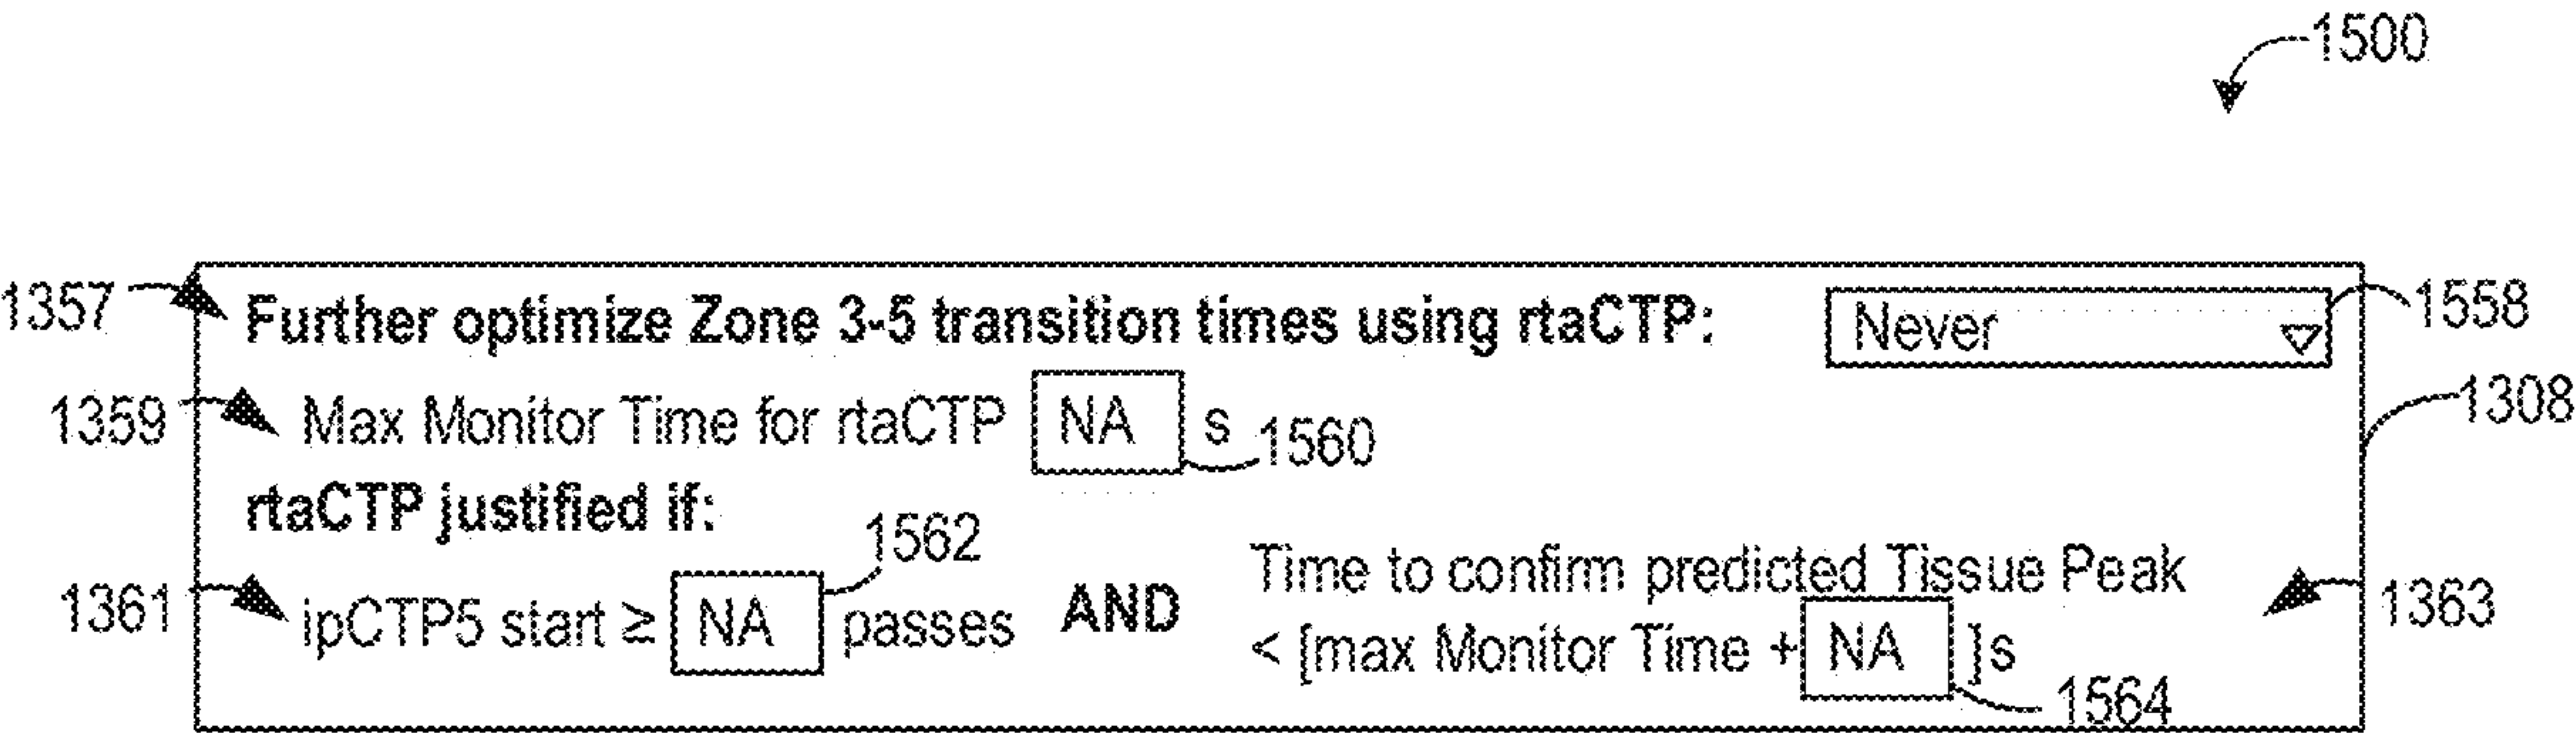 1500
1357 Further optimize Zone 3-5 transition times using rtaCTP: Never 1558
1359 Max Monitor Time for rtaCTP NA s 1560 1308
rtaCTP justified if: 1562
1361 ipCTP5 start ≥ NA passes AND Time to confirm predicted Tissue Peak 1363
< [max Monitor Time + NA ]s
1564